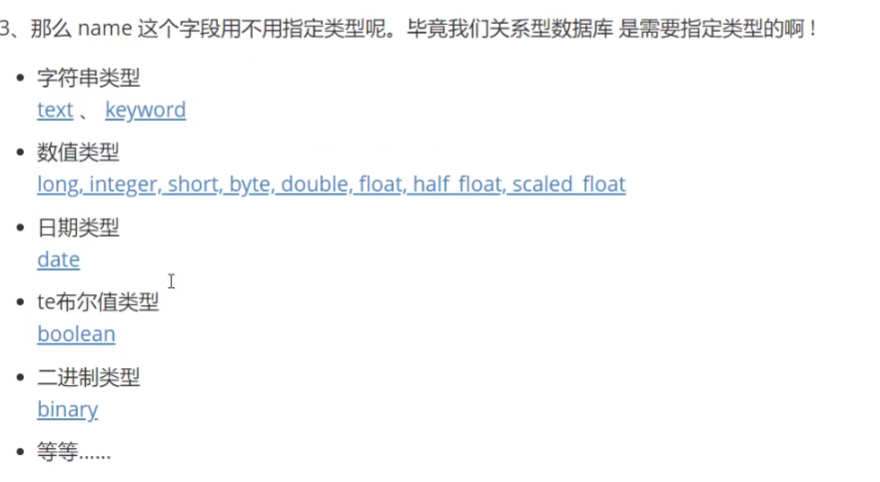 3、那么 name 这个字段用不用指定类型呢。毕竟我们关系型数据库 是需要指定类型的啊！
• 字符串类型
text 、 keyword
• 数值类型
long, integer, short, byte, double, float, half_float, scaled_float
• 日期类型
date
• te布尔值类型
boolean
• 二进制类型
binary
• 等等……